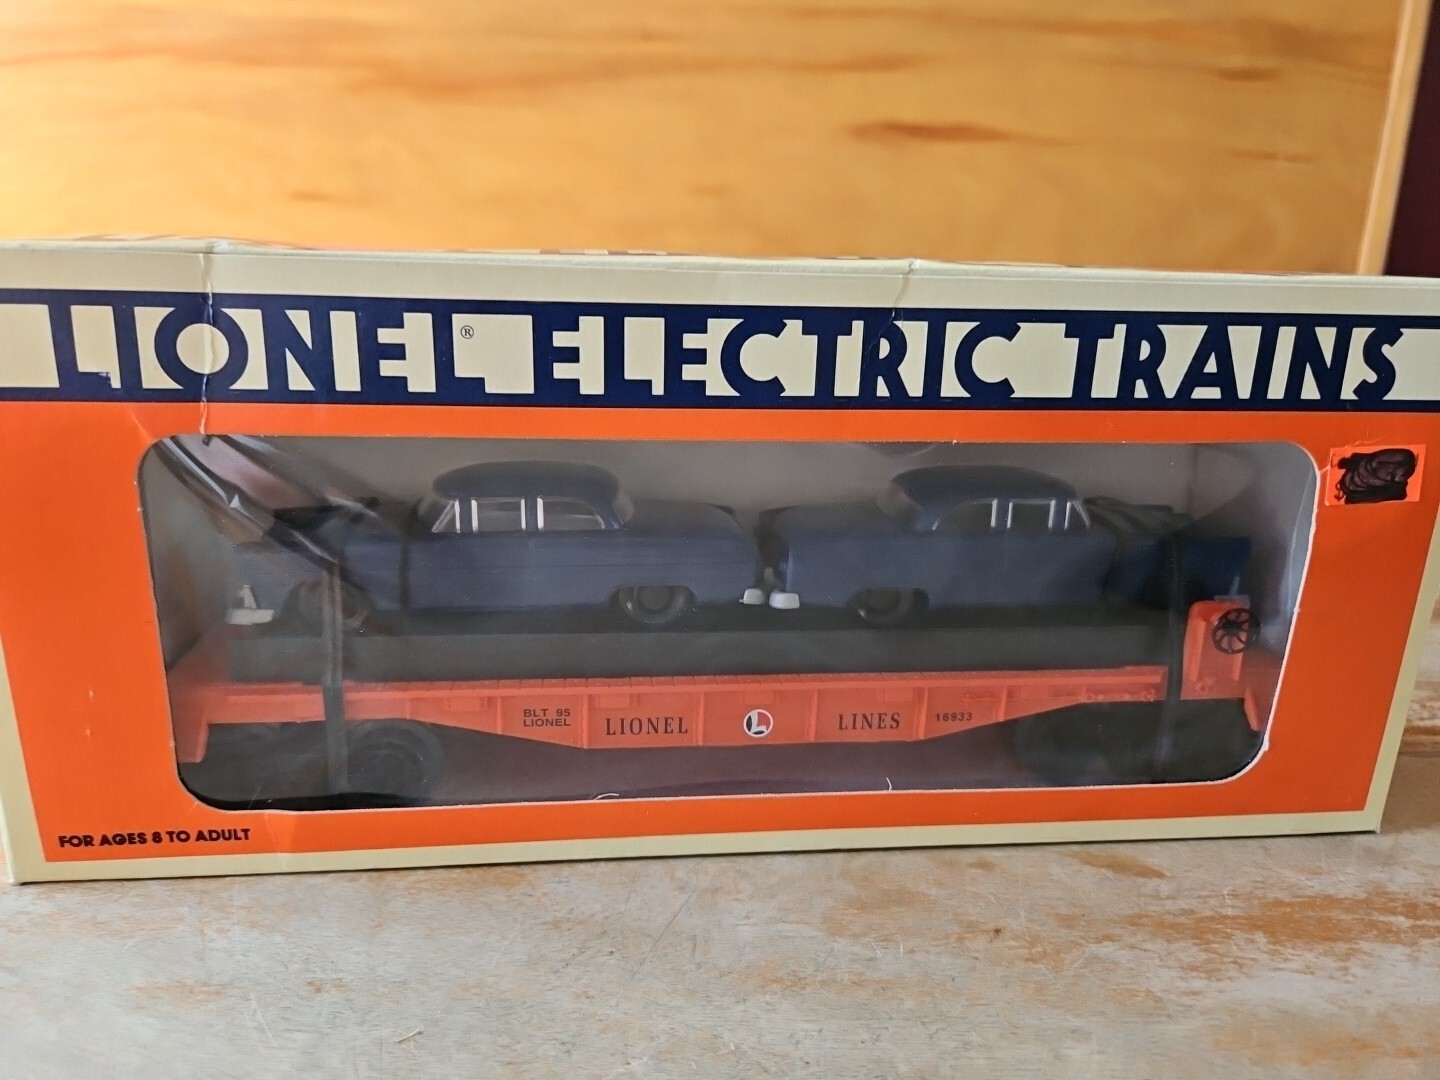 LIONEL® ELECTRIC TRAINS
BLT 95
LIONEL
LIONEL L LINES
16933
FOR AGES 8 TO ADULT